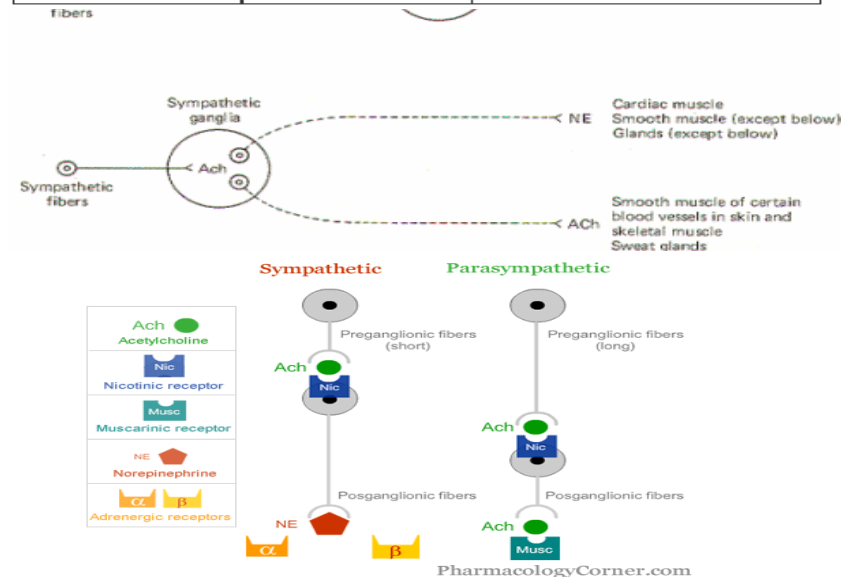 fibers
Sympathetic
ganglia
Ach
Sympathetic
fibers
NE
Cardiac muscle
Smooth muscle (except below)
Glands (except below)
ACh
Smooth muscle of certain
blood vessels in skin and
skeletal muscle
Sweat glands
Sympathetic
Parasympathetic
Ach
Acetylcholine
Nic
Nicotinic receptor
Musc
Muscarinic receptor
NE
Norepinephrine
α β
Adrenergic receptors
Preganglionic fibers
(short)
Ach
Nic
Posganglionic fibers
NE
α
β
Preganglionic fibers
(long)
Ach
Nic
Posganglionic fibers
Ach
Musc
PharmacologyCorner.com